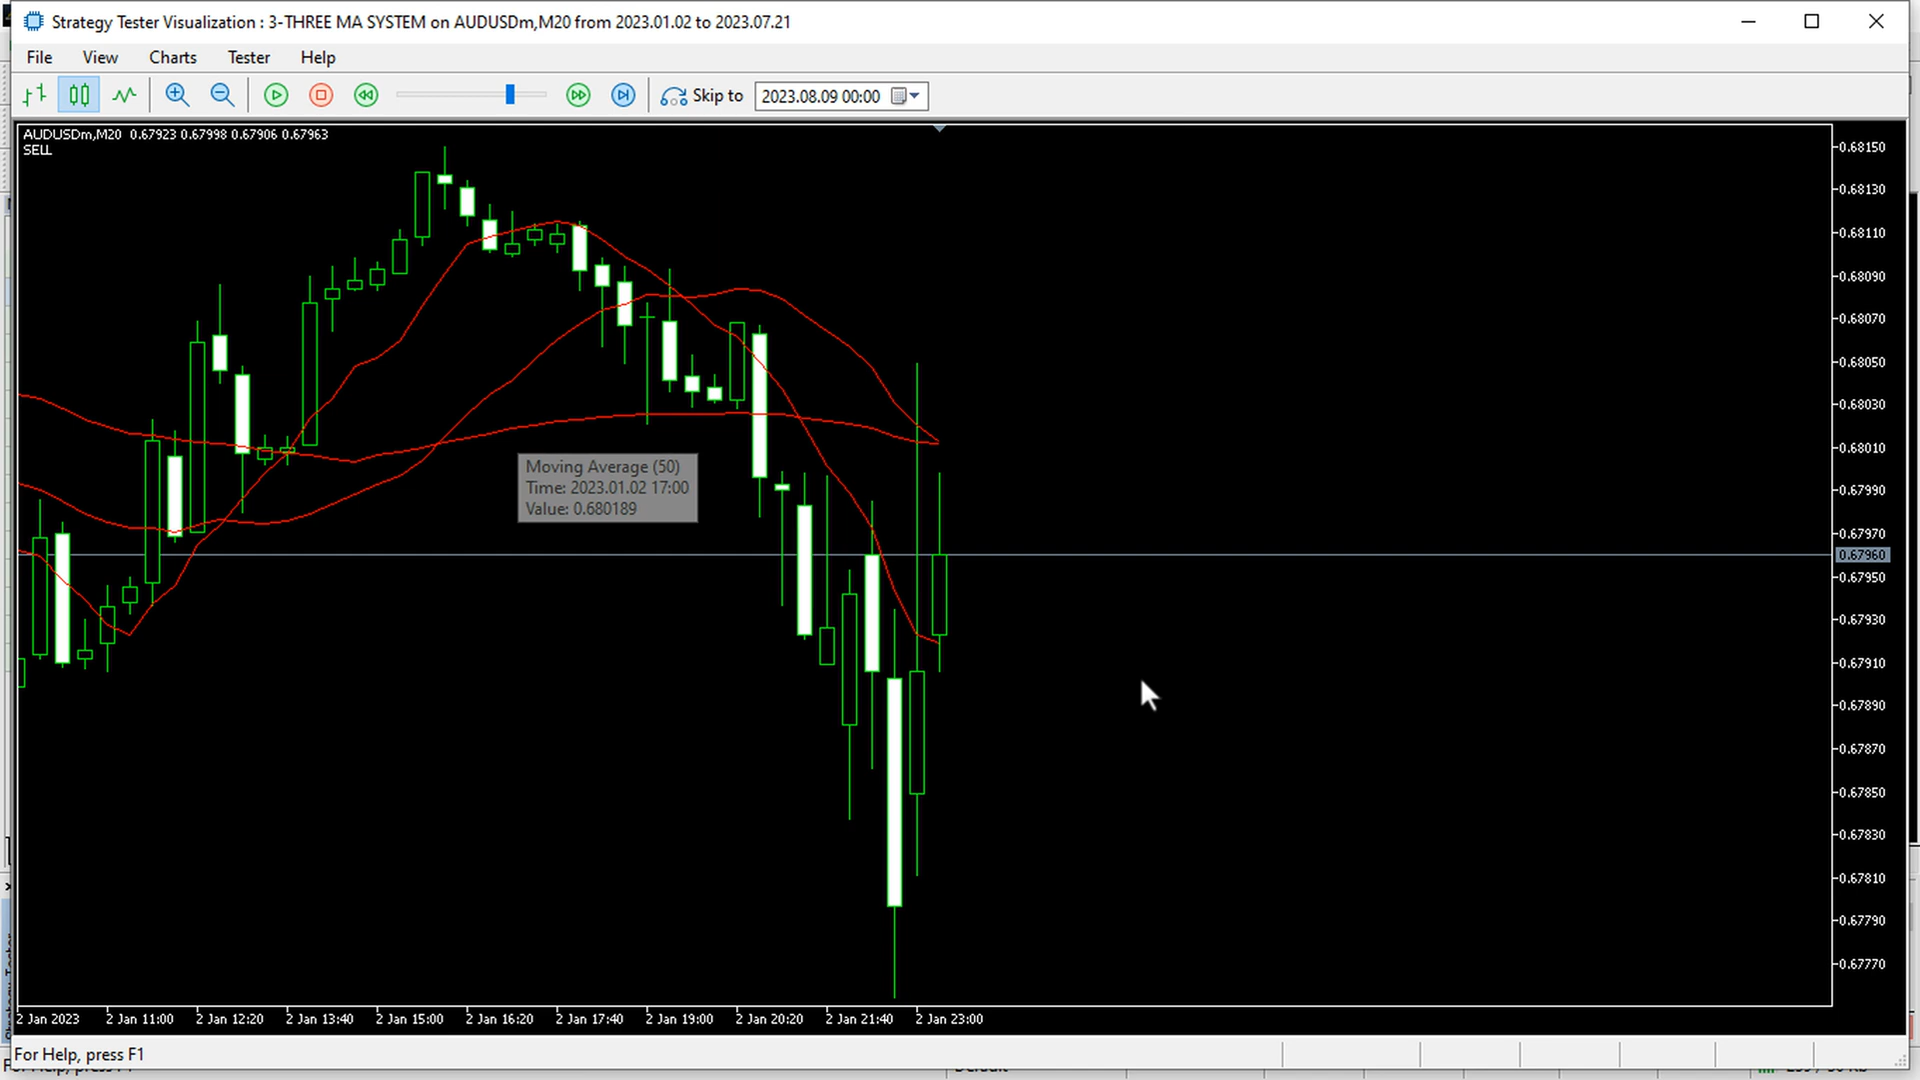 Strategy Tester Visualization : 3-THREE MA SYSTEM on AUDUSDm,M20 from 2023.01.02 to 2023.07.21
File View Charts Tester Help
Skip to 2023.08.09 00:00
AUDUSDm,M20 0.67923 0.67998 0.67906 0.67963
SELL
0.68150
0.68130
0.68110
0.68090
0.68070
0.68050
0.68030
0.68010
Moving Average (50)
Time: 2023.01.02 17:00
Value: 0.680189
0.67990
0.67970
0.67960
0.67950
0.67930
0.67910
0.67890
0.67870
0.67850
0.67830
0.67810
0.67790
0.67770
2 Jan 2023 2 Jan 11:00 2 Jan 12:20 2 Jan 13:40 2 Jan 15:00 2 Jan 16:20 2 Jan 17:40 2 Jan 19:00 2 Jan 20:20 2 Jan 21:40 2 Jan 23:00
For Help, press F1